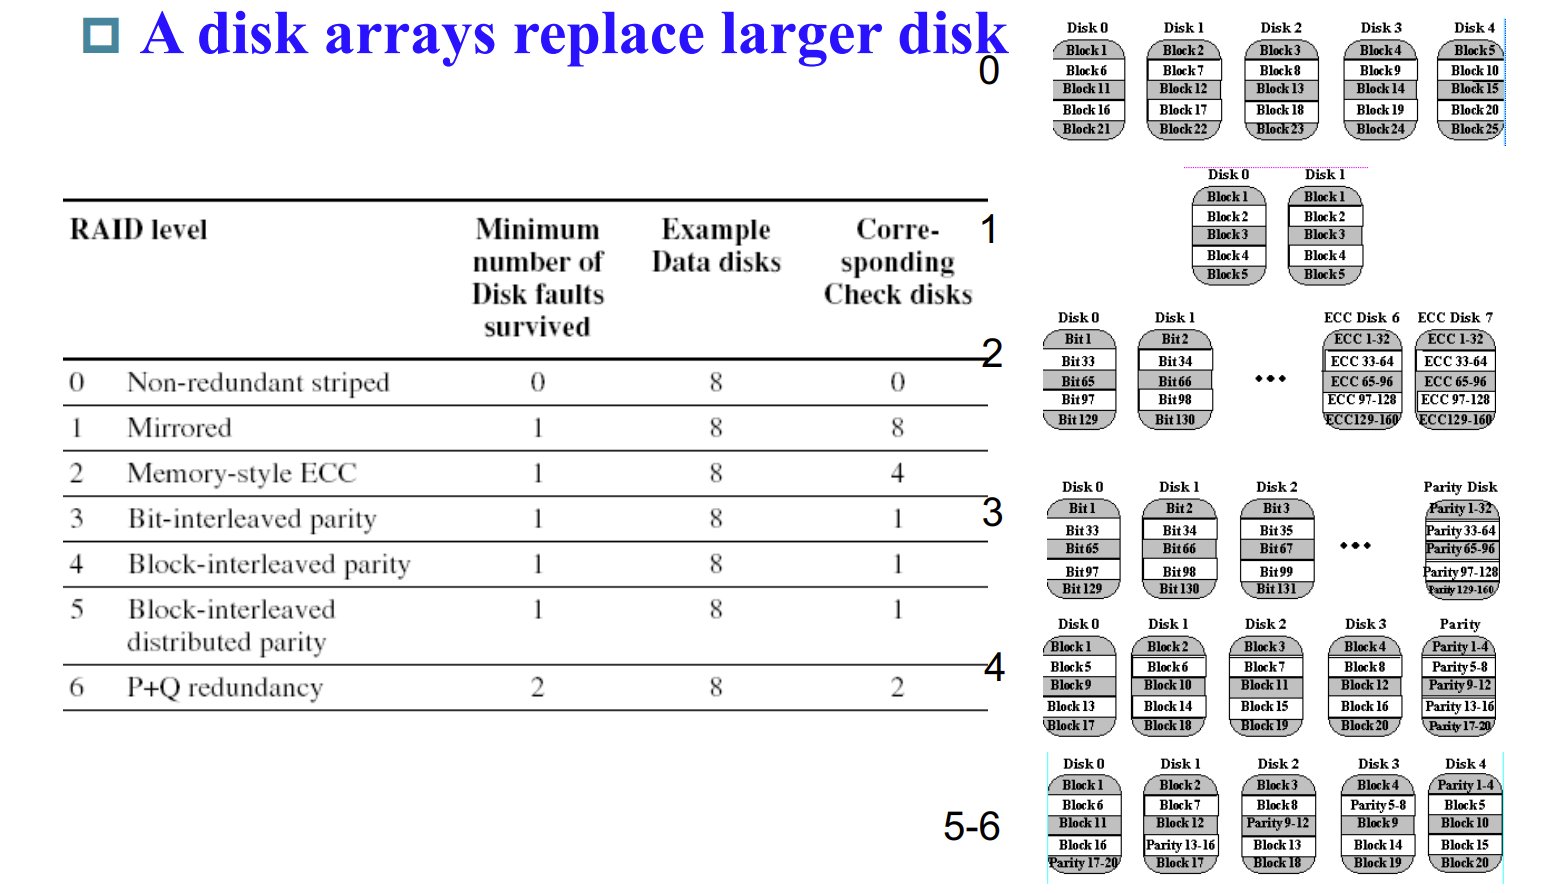 A disk arrays replace larger disk
RAID level
Minimum
number of
Disk faults
survived
Example
Data disks
Corre-
sponding
Check disks
0 Non-redundant striped 0 8 0
1 Mirrored 1 8 8
2 Memory-style ECC 1 8 4
3 Bit-interleaved parity 1 8 1
4 Block-interleaved parity 1 8 1
5 Block-interleaved
distributed parity 1 8 1
6 P+Q redundancy 2 8 2
0
Disk 0 Disk 1 Disk 2 Disk 3 Disk 4
Block 1 Block 2 Block 3 Block 4 Block 5
Block 6 Block 7 Block 8 Block 9 Block 10
Block 11 Block 12 Block 13 Block 14 Block 15
Block 16 Block 17 Block 18 Block 19 Block 20
Block 21 Block 22 Block 23 Block 24 Block 25
1
Disk 0 Disk 1
Block 1 Block 1
Block 2 Block 2
Block 3 Block 3
Block 4 Block 4
Block 5 Block 5
2
Disk 0 Disk 1 ECC Disk 6 ECC Disk 7
Bit 1 Bit 2 ECC 1-32 ECC 1-32
Bit 33 Bit 34 ECC 33-64 ECC 33-64
Bit 65 Bit 66 ••• ECC 65-96 ECC 65-96
Bit 97 Bit 98 ECC 97-128 ECC 97-128
Bit 129 Bit 130 ECC129-160 ECC129-160
3
Disk 0 Disk 1 Disk 2 Parity Disk
Bit 1 Bit 2 Bit 3 Parity 1-32
Bit 33 Bit 34 Bit 35 Parity 33-64
Bit 65 Bit 66 Bit 67 ••• Parity 65-96
Bit 97 Bit 98 Bit 99 Parity 97-128
Bit 129 Bit 130 Bit 131 Parity 129-160
4
Disk 0 Disk 1 Disk 2 Disk 3 Parity
Block 1 Block 2 Block 3 Block 4 Parity 1-4
Block 5 Block 6 Block 7 Block 8 Parity 5-8
Block 9 Block 10 Block 11 Block 12 Parity 9-12
Block 13 Block 14 Block 15 Block 16 Parity 13-16
Block 17 Block 18 Block 19 Block 20 Parity 17-20
5-6
Disk 0 Disk 1 Disk 2 Disk 3 Disk 4
Block 1 Block 2 Block 3 Block 4 Parity 1-4
Block 6 Block 7 Block 8 Parity 5-8 Block 5
Block 11 Block 12 Parity 9-12 Block 9 Block 10
Block 16 Parity 13-16 Block 13 Block 14 Block 15
Parity 17-20 Block 17 Block 18 Block 19 Block 20